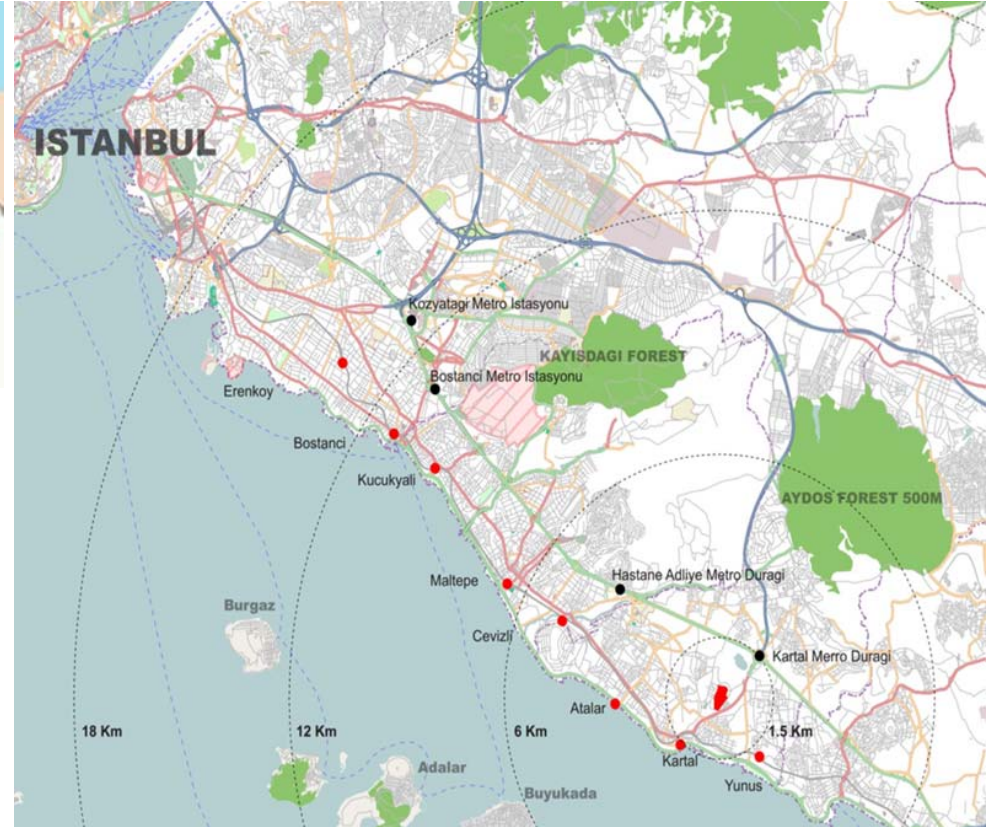 ISTANBUL
Kozyatagi Metro Istasyonu
KAYISDAGI FOREST
Bostanci Metro Istasyonu
Erenkoy
Bostanci
Kucukyali
AYDOS FOREST 500M
Maltepe
Hastane Adliye Metro Duragi
Burgaz
Cevizli
Kartal Merro Duragi
Atalar
18 Km
12 Km
6 Km
1.5 Km
Kartal
Adalar
Yunus
Buyukada